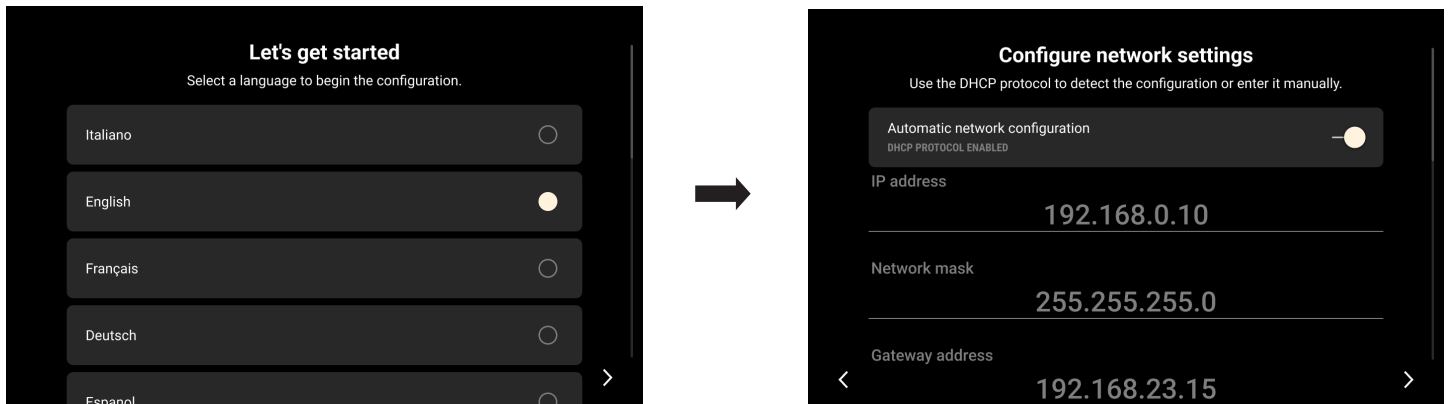 Let's get started
Select a language to begin the configuration.
Italiano
English
Français
Deutsch
Espanol
Configure network settings
Use the DHCP protocol to detect the configuration or enter it manually.
Automatic network configuration
DHCP PROTOCOL ENABLED
IP address
192.168.0.10
Network mask
255.255.255.0
Gateway address
192.168.23.15